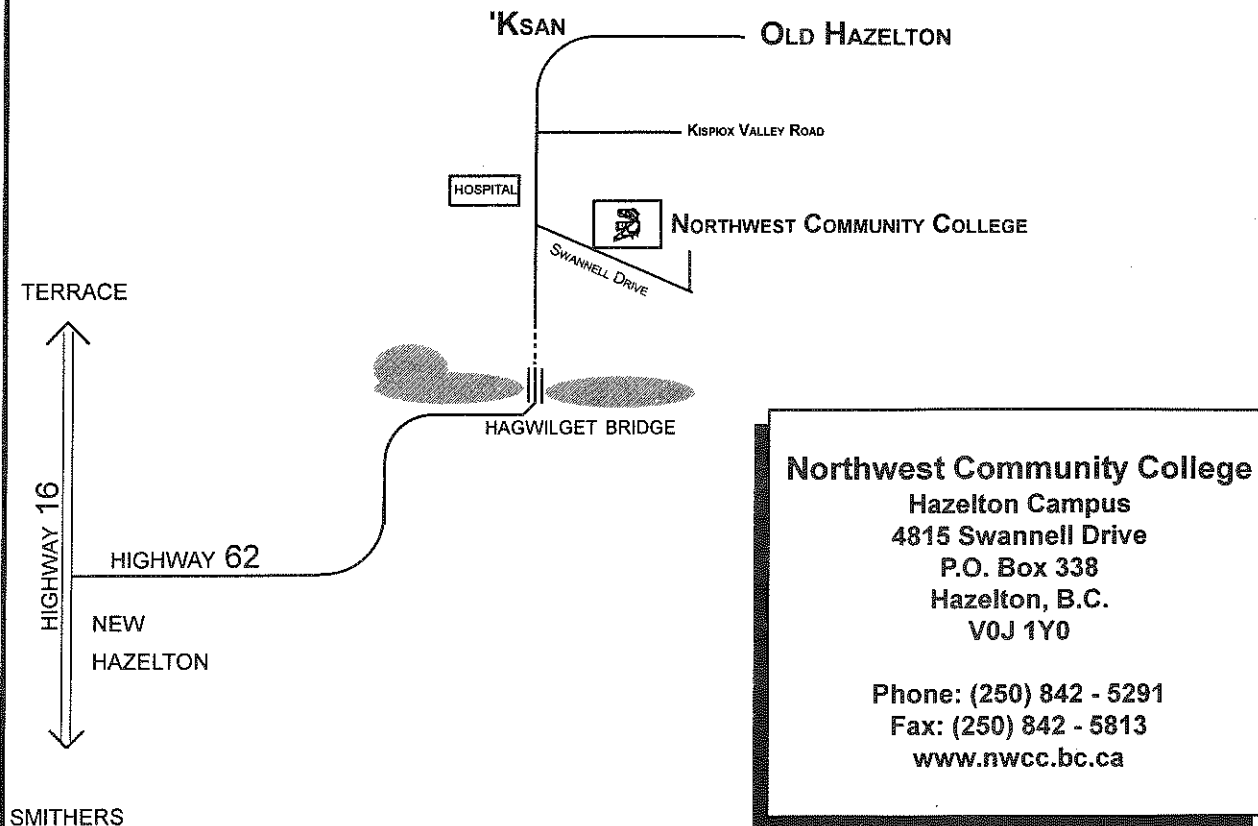 'KSAN
OLD HAZELTON
KISPIOX VALLEY ROAD
HOSPITAL
NORTHWEST COMMUNITY COLLEGE
SWANNELL DRIVE
TERRACE
HAGWILGET BRIDGE
HIGHWAY 16
HIGHWAY 62
NEW
HAZELTON
SMITHERS
Northwest Community College
Hazelton Campus
4815 Swannell Drive
P.O. Box 338
Hazelton, B.C.
V0J 1Y0
Phone: (250) 842 - 5291
Fax: (250) 842 - 5813
www.nwcc.bc.ca